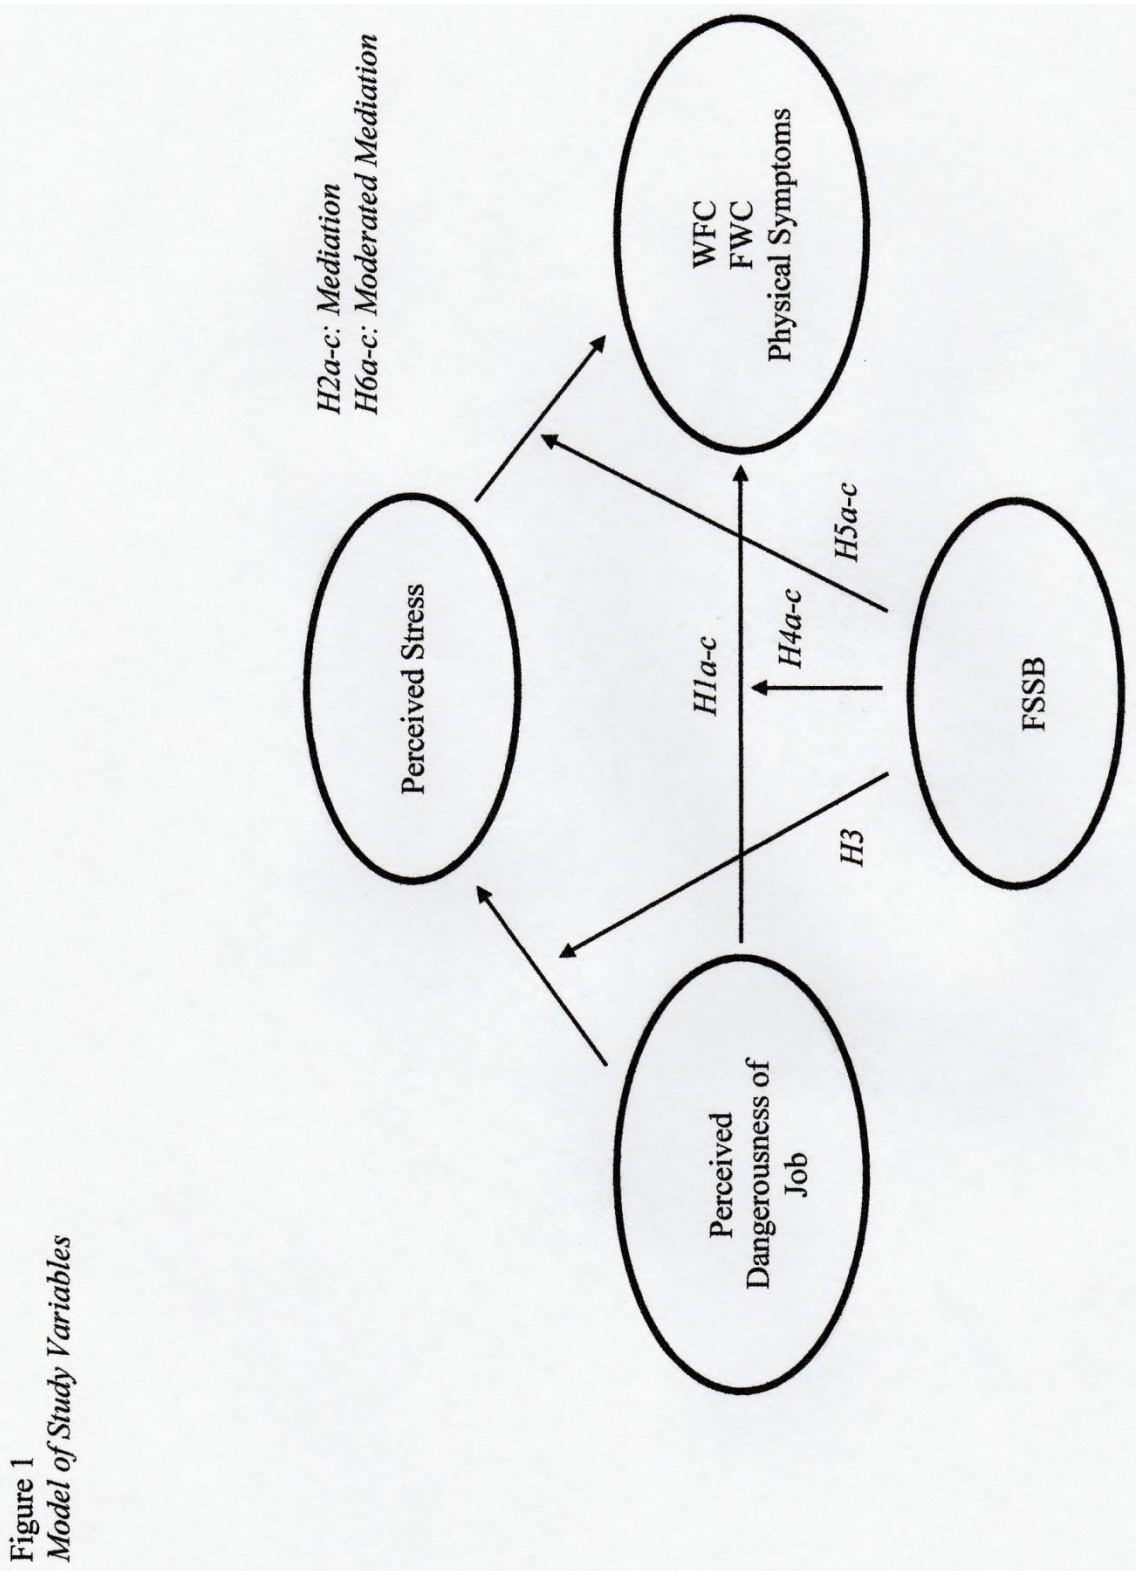 Figure 1
Model of Study Variables
H2a-c: Mediation
H6a-c: Moderated Mediation
Perceived Stress
Perceived
Dangerousness of
Job
H1a-c
WFC
FWC
Physical Symptoms
H4a-c
H3
H5a-c
FSSB